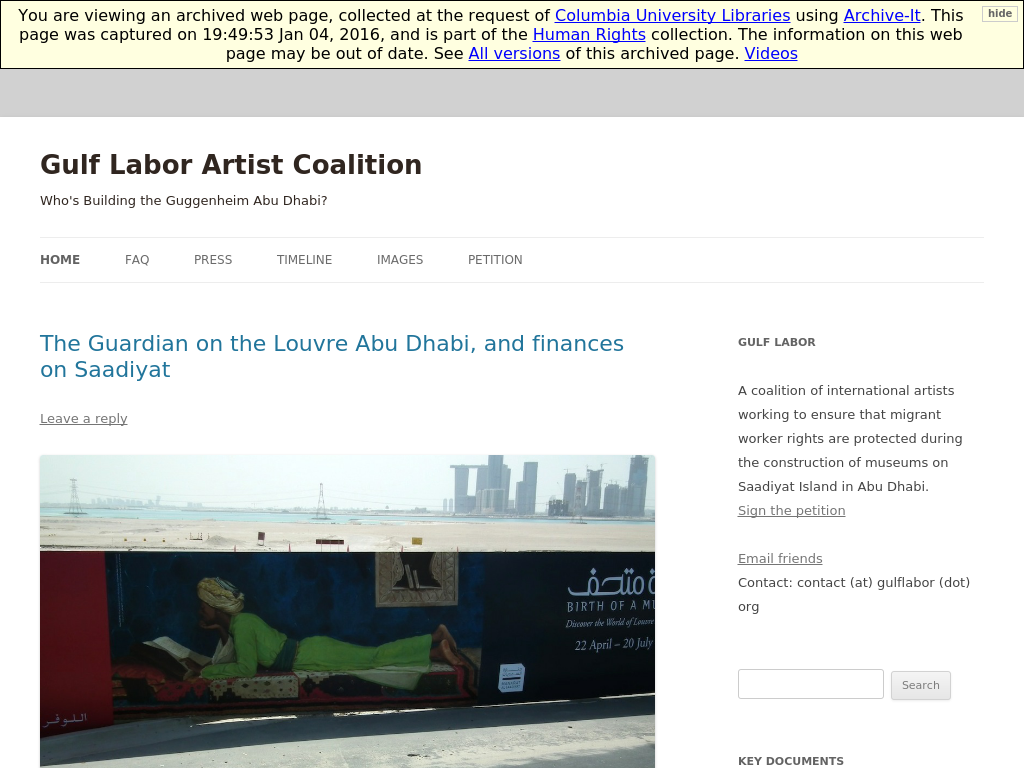 You are viewing an archived web page, collected at the request of Columbia University Libraries using Archive-It. This
page was captured on 19:49:53 Jan 04, 2016, and is part of the Human Rights collection. The information on this web
page may be out of date. See All versions of this archived page. Videos
hide
Gulf Labor Artist Coalition
Who's Building the Guggenheim Abu Dhabi?
HOME FAQ PRESS TIMELINE IMAGES PETITION
The Guardian on the Louvre Abu Dhabi, and finances
on Saadiyat
Leave a reply
متحف
BIRTH OF A MU
Discover the World of Louvre
22 April – 20 July
اللوفر
GULF LABOR
A coalition of international artists
working to ensure that migrant
worker rights are protected during
the construction of museums on
Saadiyat Island in Abu Dhabi.
Sign the petition
Email friends
Contact: contact (at) gulflabor (dot)
org
Search
KEY DOCUMENTS